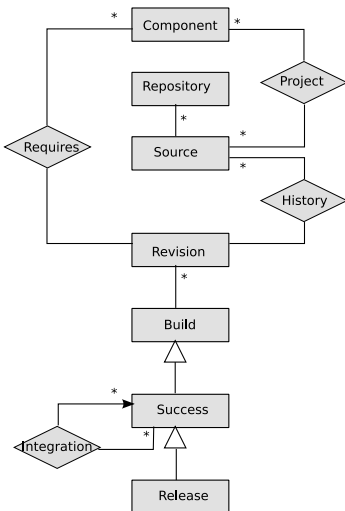 *
Component
*
Repository
Project
*
*
Requires
Source
*
History
Revision
*
Build
*
Success
*
Integration
Release